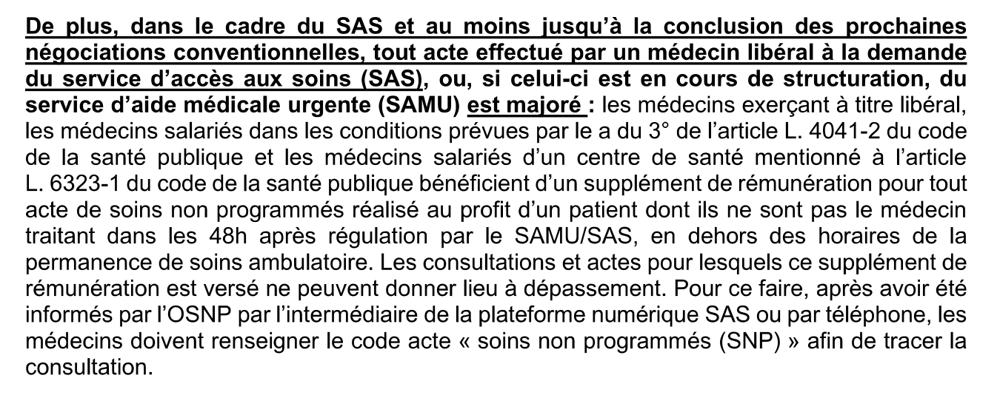 De plus, dans le cadre du SAS et au moins jusqu’à la conclusion des prochaines
négociations conventionnelles, tout acte effectué par un médecin libéral à la demande
du service d’accès aux soins (SAS), ou, si celui-ci est en cours de structuration, du
service d’aide médicale urgente (SAMU) est majoré : les médecins exerçant à titre libéral,
les médecins salariés dans les conditions prévues par le a du 3° de l’article L. 4041-2 du code
de la santé publique et les médecins salariés d’un centre de santé mentionné à l’article
L. 6323-1 du code de la santé publique bénéficient d’un supplément de rémunération pour tout
acte de soins non programmés réalisé au profit d’un patient dont ils ne sont pas le médecin
traitant dans les 48h après régulation par le SAMU/SAS, en dehors des horaires de la
permanence de soins ambulatoire. Les consultations et actes pour lesquels ce supplément de
rémunération est versé ne peuvent donner lieu à dépassement. Pour ce faire, après avoir été
informés par l’OSNP par l’intermédiaire de la plateforme numérique SAS ou par téléphone, les
médecins doivent renseigner le code acte « soins non programmés (SNP) » afin de tracer la
consultation.